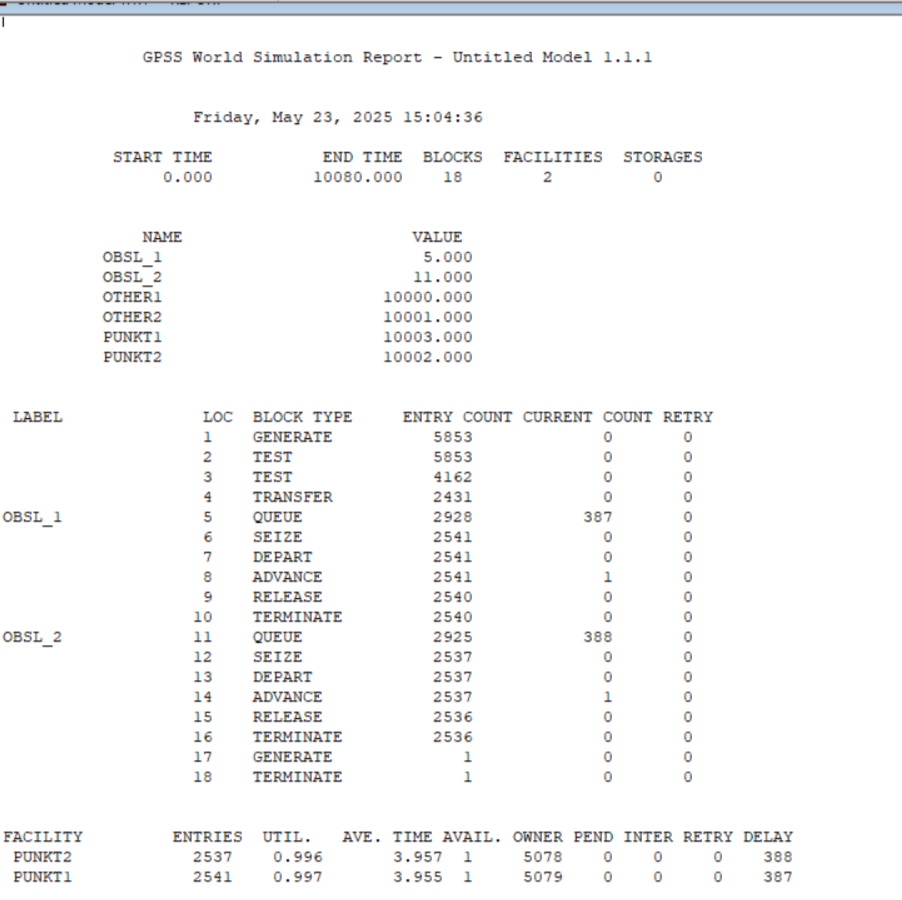 GPSS World Simulation Report - Untitled Model 1.1.1
Friday, May 23, 2025 15:04:36
START TIME END TIME BLOCKS FACILITIES STORAGES
0.000 10080.000 18 2 0
NAME VALUE
OBSL_1 5.000
OBSL_2 11.000
OTHER1 10000.000
OTHER2 10001.000
PUNKT1 10003.000
PUNKT2 10002.000
LABEL LOC BLOCK TYPE ENTRY COUNT CURRENT COUNT RETRY
1 GENERATE 5853 0 0
2 TEST 5853 0 0
3 TEST 4162 0 0
4 TRANSFER 2431 0 0
OBSL_1 5 QUEUE 2928 387 0
6 SEIZE 2541 0 0
7 DEPART 2541 0 0
8 ADVANCE 2541 1 0
9 RELEASE 2540 0 0
10 TERMINATE 2540 0 0
OBSL_2 11 QUEUE 2925 388 0
12 SEIZE 2537 0 0
13 DEPART 2537 0 0
14 ADVANCE 2537 1 0
15 RELEASE 2536 0 0
16 TERMINATE 2536 0 0
17 GENERATE 1 0 0
18 TERMINATE 1 0 0
FACILITY ENTRIES UTIL. AVE. TIME AVAIL. OWNER PEND INTER RETRY DELAY
PUNKT2 2537 0.996 3.957 1 5078 0 0 0 388
PUNKT1 2541 0.997 3.955 1 5079 0 0 0 387